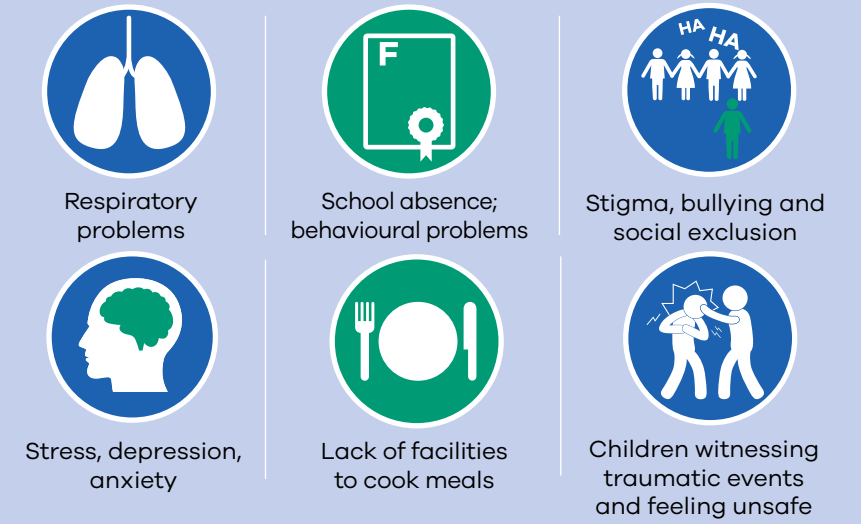 F
HA HA
Respiratory
problems
School absence;
behavioural problems
Stigma, bullying and
social exclusion
Stress, depression,
anxiety
Lack of facilities
to cook meals
Children witnessing
traumatic events
and feeling unsafe